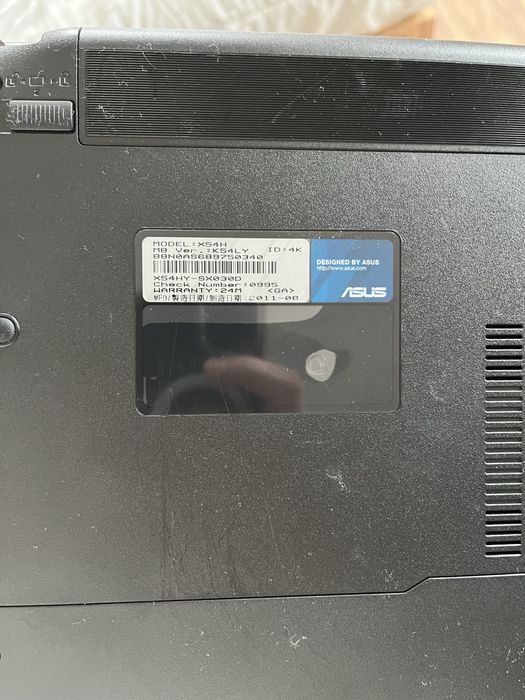 MODEL:X54H
MB Ver.:K54LY ID:4K
B8N0AS689750340
X54HY-SX030D
Check Number:0995
WARRANTY:24M <GA>
MFD/製造日期/制造日期:2011-08
DESIGNED BY ASUS
http://www.asus.com
ASUS